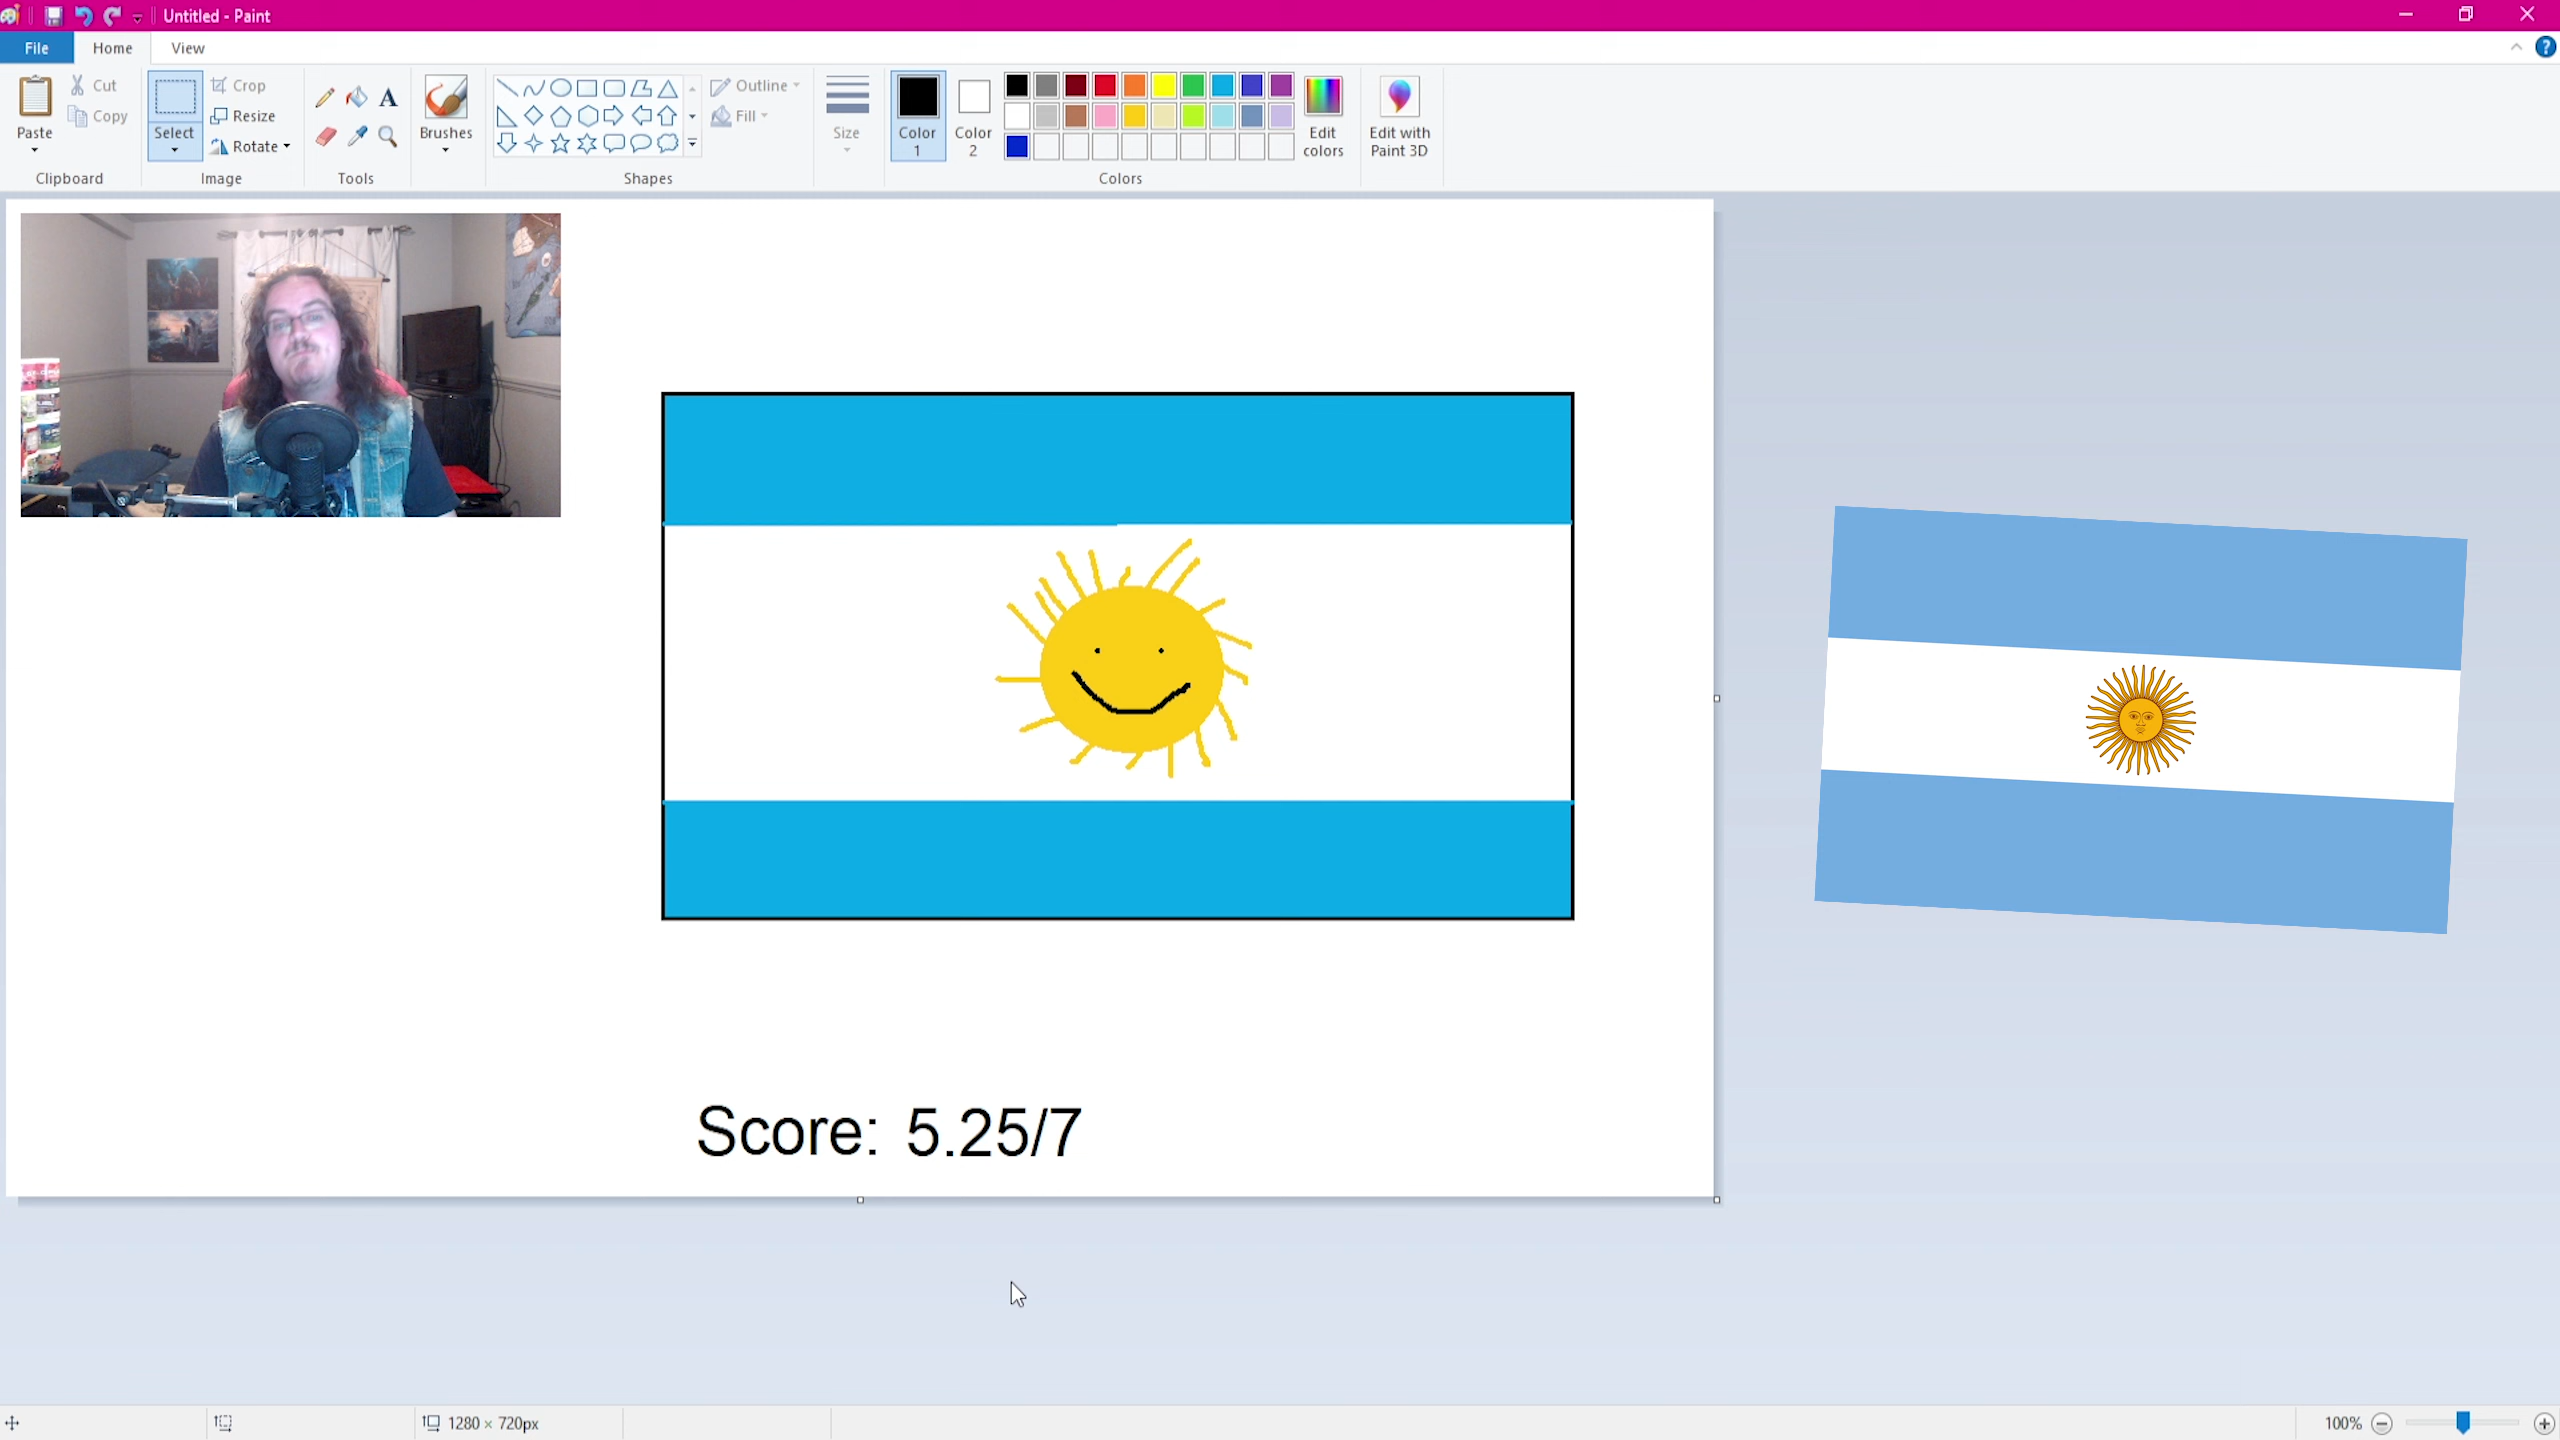 Untitled - Paint
File Home View
Paste
Cut
Copy
Clipboard
Select
Crop
Resize
Rotate
Image
Tools
Brushes
Shapes
Outline
Fill
Size
Color 1
Color 2
Colors
Edit colors
Edit with Paint 3D
Score: 5.25/7
1280 × 720px
100%